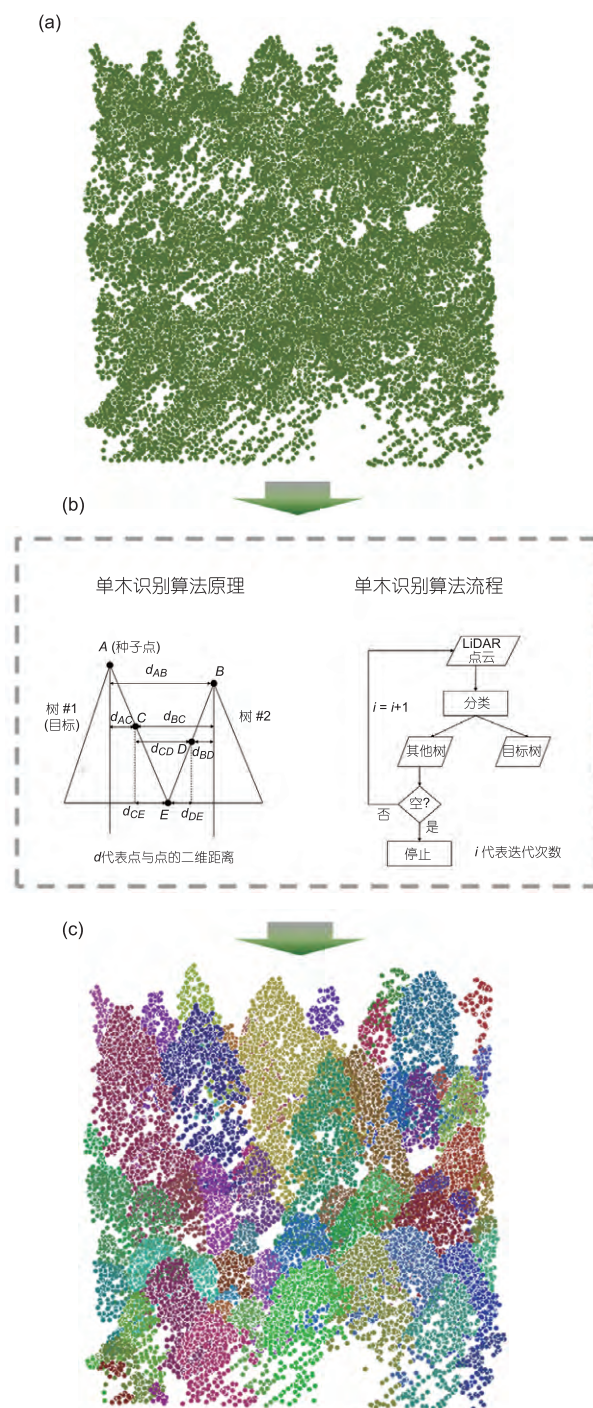 (a)
(b)
单木识别算法原理
单木识别算法流程
A (种子点)
B
d_AB
树 #1
(目标)
树 #2
d_AC
C
d_BC
d_CD
D
d_BD
d_CE
E
d_DE
d代表点与点的二维距离
LiDAR
点云
i = i+1
分类
其他树
目标树
空?
否
是
停止
i 代表迭代次数
(c)